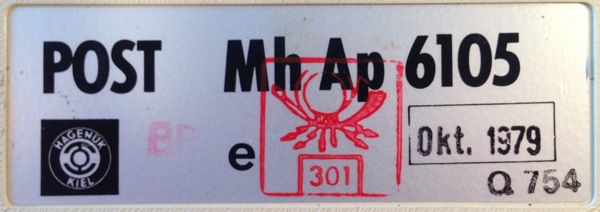 POST Mh Ap 6105
HAGENUK
KIEL
e
301
Okt. 1979
Q 754